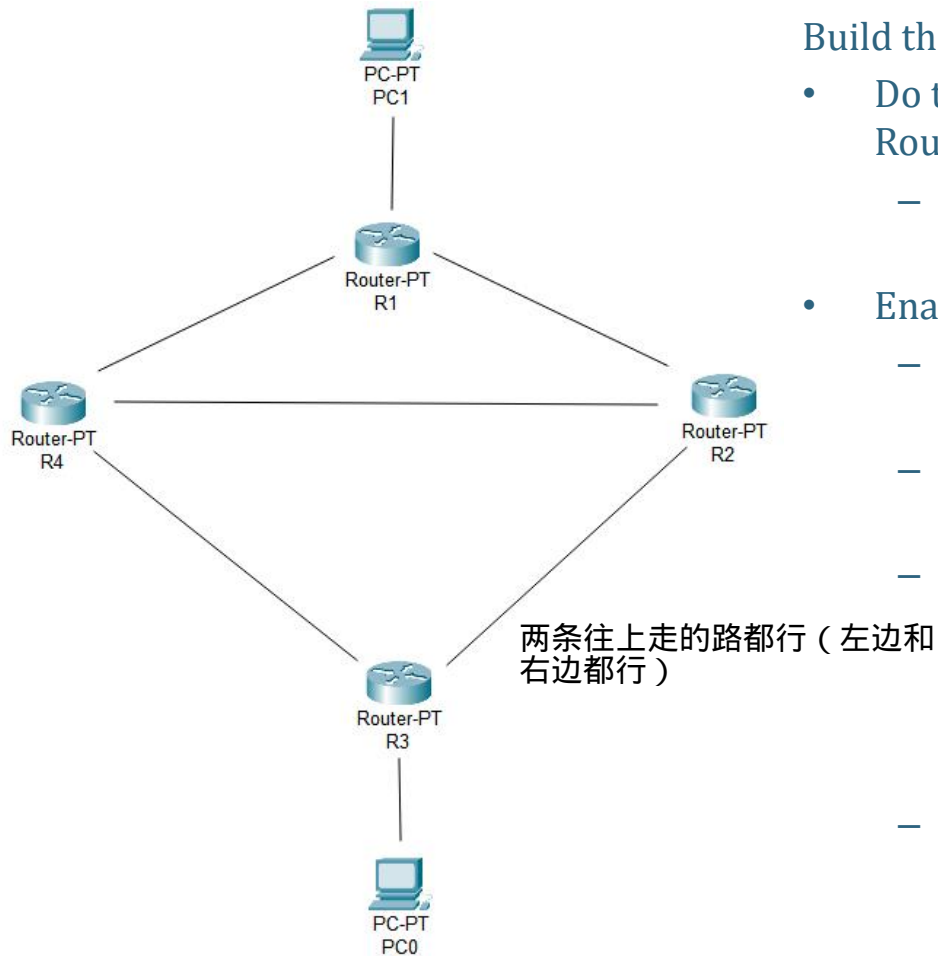 PC-PT
PC1
Router-PT
R1
Router-PT
R4
Router-PT
R2
两条往上走的路都行（左边和
右边都行）
Router-PT
R3
PC-PT
PC0
Build th
• Do t
Rou
–
• Ena
–
–
–
–